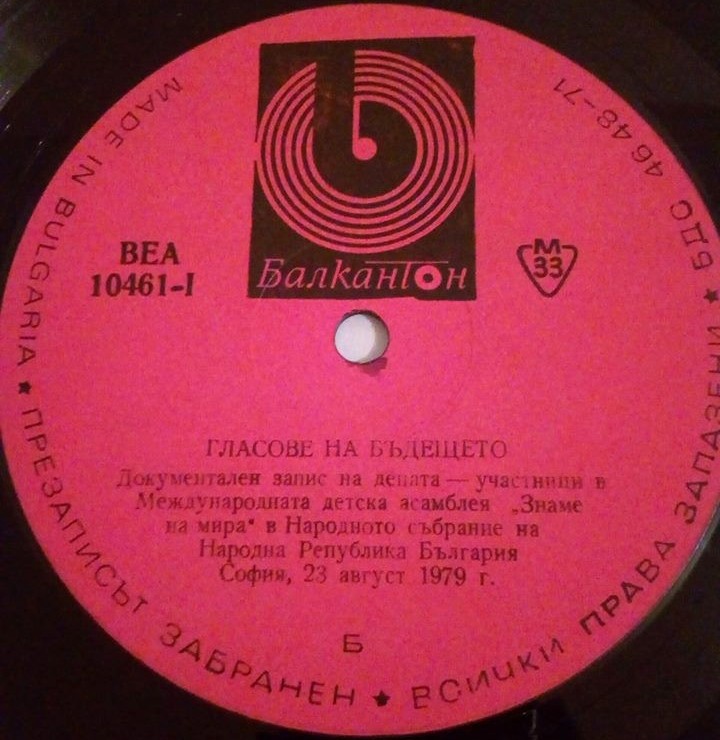 Балкантон
ВЕА
10461-I
М
33
ГЛАСОВЕ НА БЪДЕЩЕТО
Документален запис на децата — участници в
Международната детска асамблея „Знаме
на мира“ в Народното събрание на
Народна Република България
София, 23 август 1979 г.
Б
MADE IN BULGARIA ★ ПРЕЗАПИСЪТ ЗАБРАНЕН ★ ВСИЧКИ ПРАВА ЗАПАЗЕНИ ★ БДС 4648-71